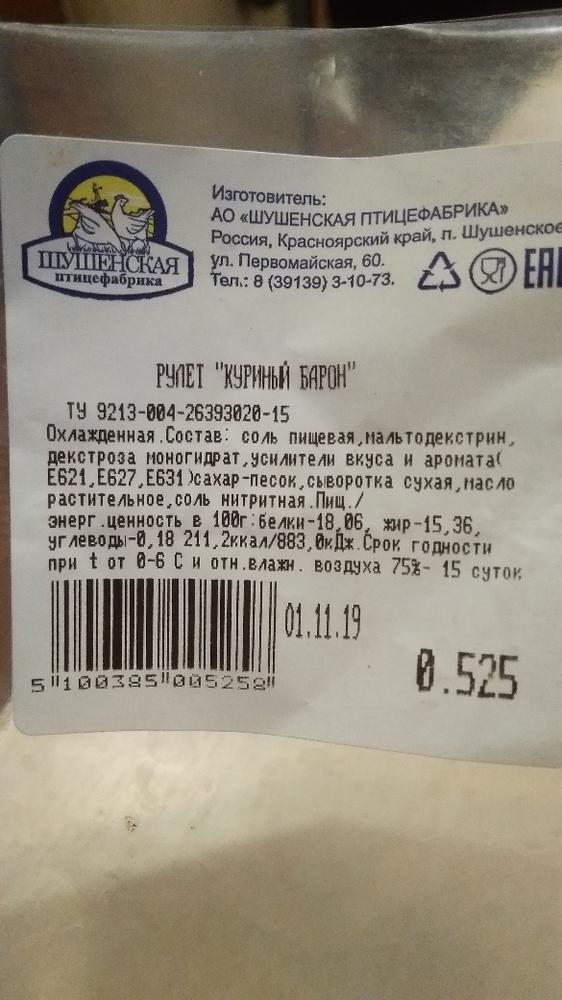 ШУШЕНСКАЯ
птицефабрика
Изготовитель:
АО «ШУШЕНСКАЯ ПТИЦЕФАБРИКА»
Россия, Красноярский край, п. Шушенское
ул. Первомайская, 60.
Тел.: 8 (39139) 3-10-73.
EAC
РУЛЕТ "КУРИНЫЙ БАРОН"
ТУ 9213-004-26393020-15
Охлажденная.Состав: соль пищевая,мальтодекстрин,
декстроза моногидрат,усилители вкуса и аромата(
Е621,Е627,Е631)сахар-песок,сыворотка сухая,масло
растительное,соль нитритная.Пищ./
энерг.ценность в 100г:белки-18,06, жир-15,36,
углеводы-0,18 211,2ккал/883,0кДж.Срок годности
при t от 0-6 С и отн.влажн. воздуха 75%- 15 суток
01.11.19
0.525
5"100385"005258"